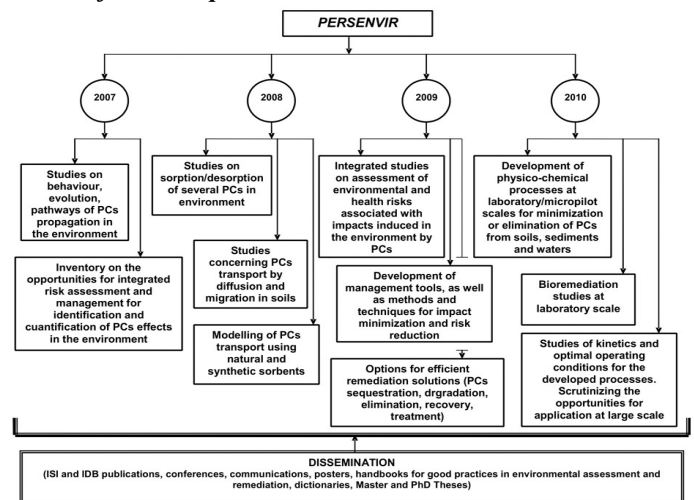 PERSENVIR
2007
2008
2009
2010
Studies on
behaviour,
evolution,
pathways of PCs
propagation in
the environment
Inventory on the
opportunities for integrated
risk assessment and
management for
identification and
cuantification of PCs effects
in the environment
Studies on
sorption/desorption
of several PCs in
environment
Studies
concerning PCs
transport by
diffusion and
migration in soils
Modelling of PCs
transport using
natural and
synthetic sorbents
Integrated studies on
assessment of
environmental and
health risks
associated with
impacts induced in
the environment by
PCs
Development of
management tools, as well
as methods and
techniques for impact
minimization and risk
reduction
Options for efficient
remediation solutions (PCs
sequestration, drgradation,
elimination, recovery,
treatment)
Development of
physico-chemical
processes at
laboratory/micropilot
scales for minimization
or elimination of PCs
from soils, sediments
and waters
Bioremediation
studies at
laboratory scale
Studies of kinetics and
optimal operating
conditions for the
developed processes.
Scrutinizing the
opportunities for
application at large scale
DISSEMINATION
(ISI and IDB publications, conferences, communications, posters, handbooks for good practices in environmental assessment and
remediation, dictionaries, Master and PhD Theses)